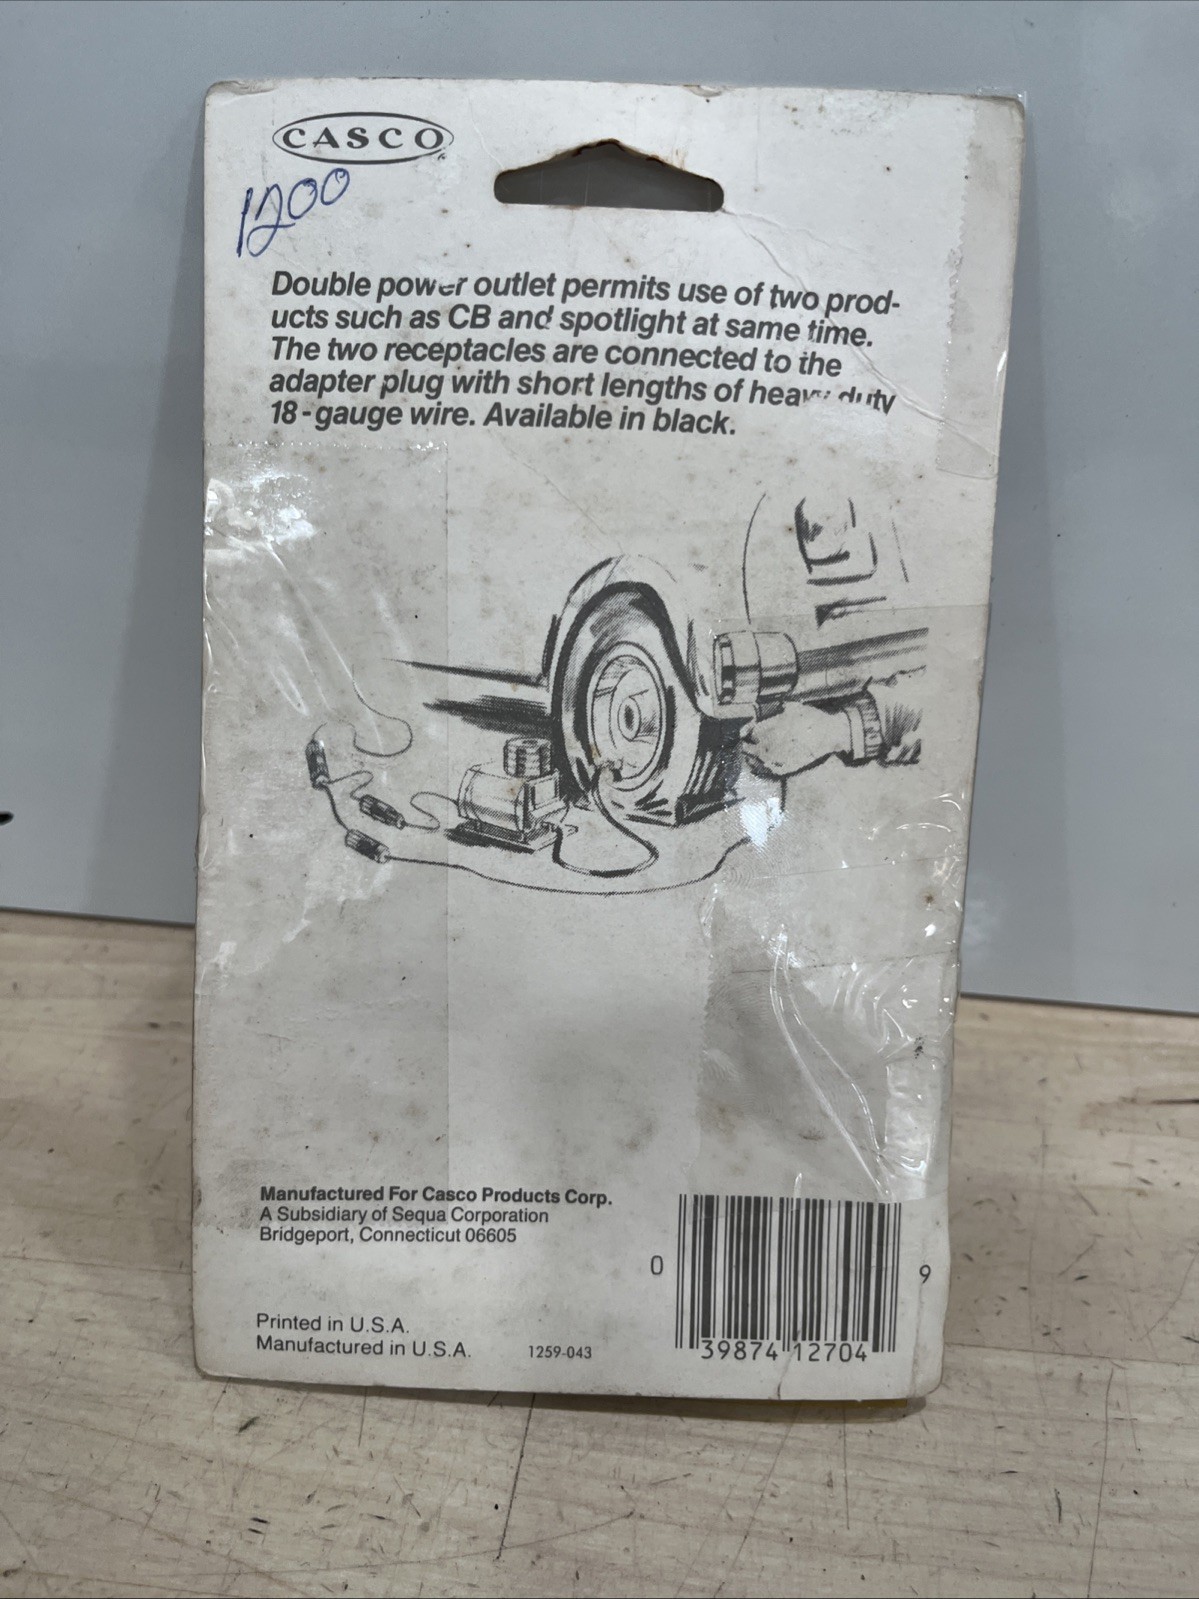 CASCO
1200
Double power outlet permits use of two prod-
ucts such as CB and spotlight at same time.
The two receptacles are connected to the
adapter plug with short lengths of heavy duty
18-gauge wire. Available in black.
Manufactured For Casco Products Corp.
A Subsidiary of Sequa Corporation
Bridgeport, Connecticut 06605
Printed in U.S.A.
Manufactured in U.S.A.
1259-043
0 39874 12704 9